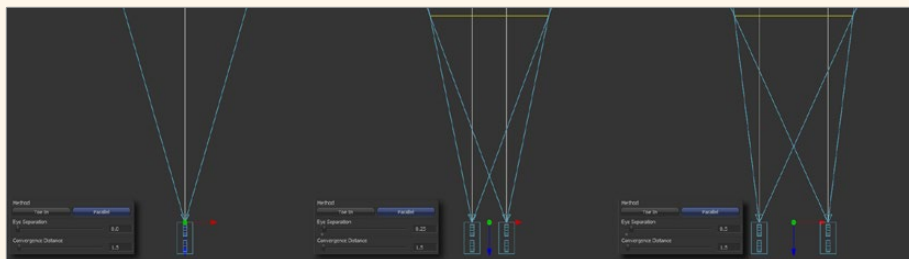 Method
Toe In Parallel
Eye Separation
0.0
Convergence Distance
1.5
Method
Toe In Parallel
Eye Separation
0.25
Convergence Distance
1.5
Method
Toe In Parallel
Eye Separation
0.5
Convergence Distance
1.5